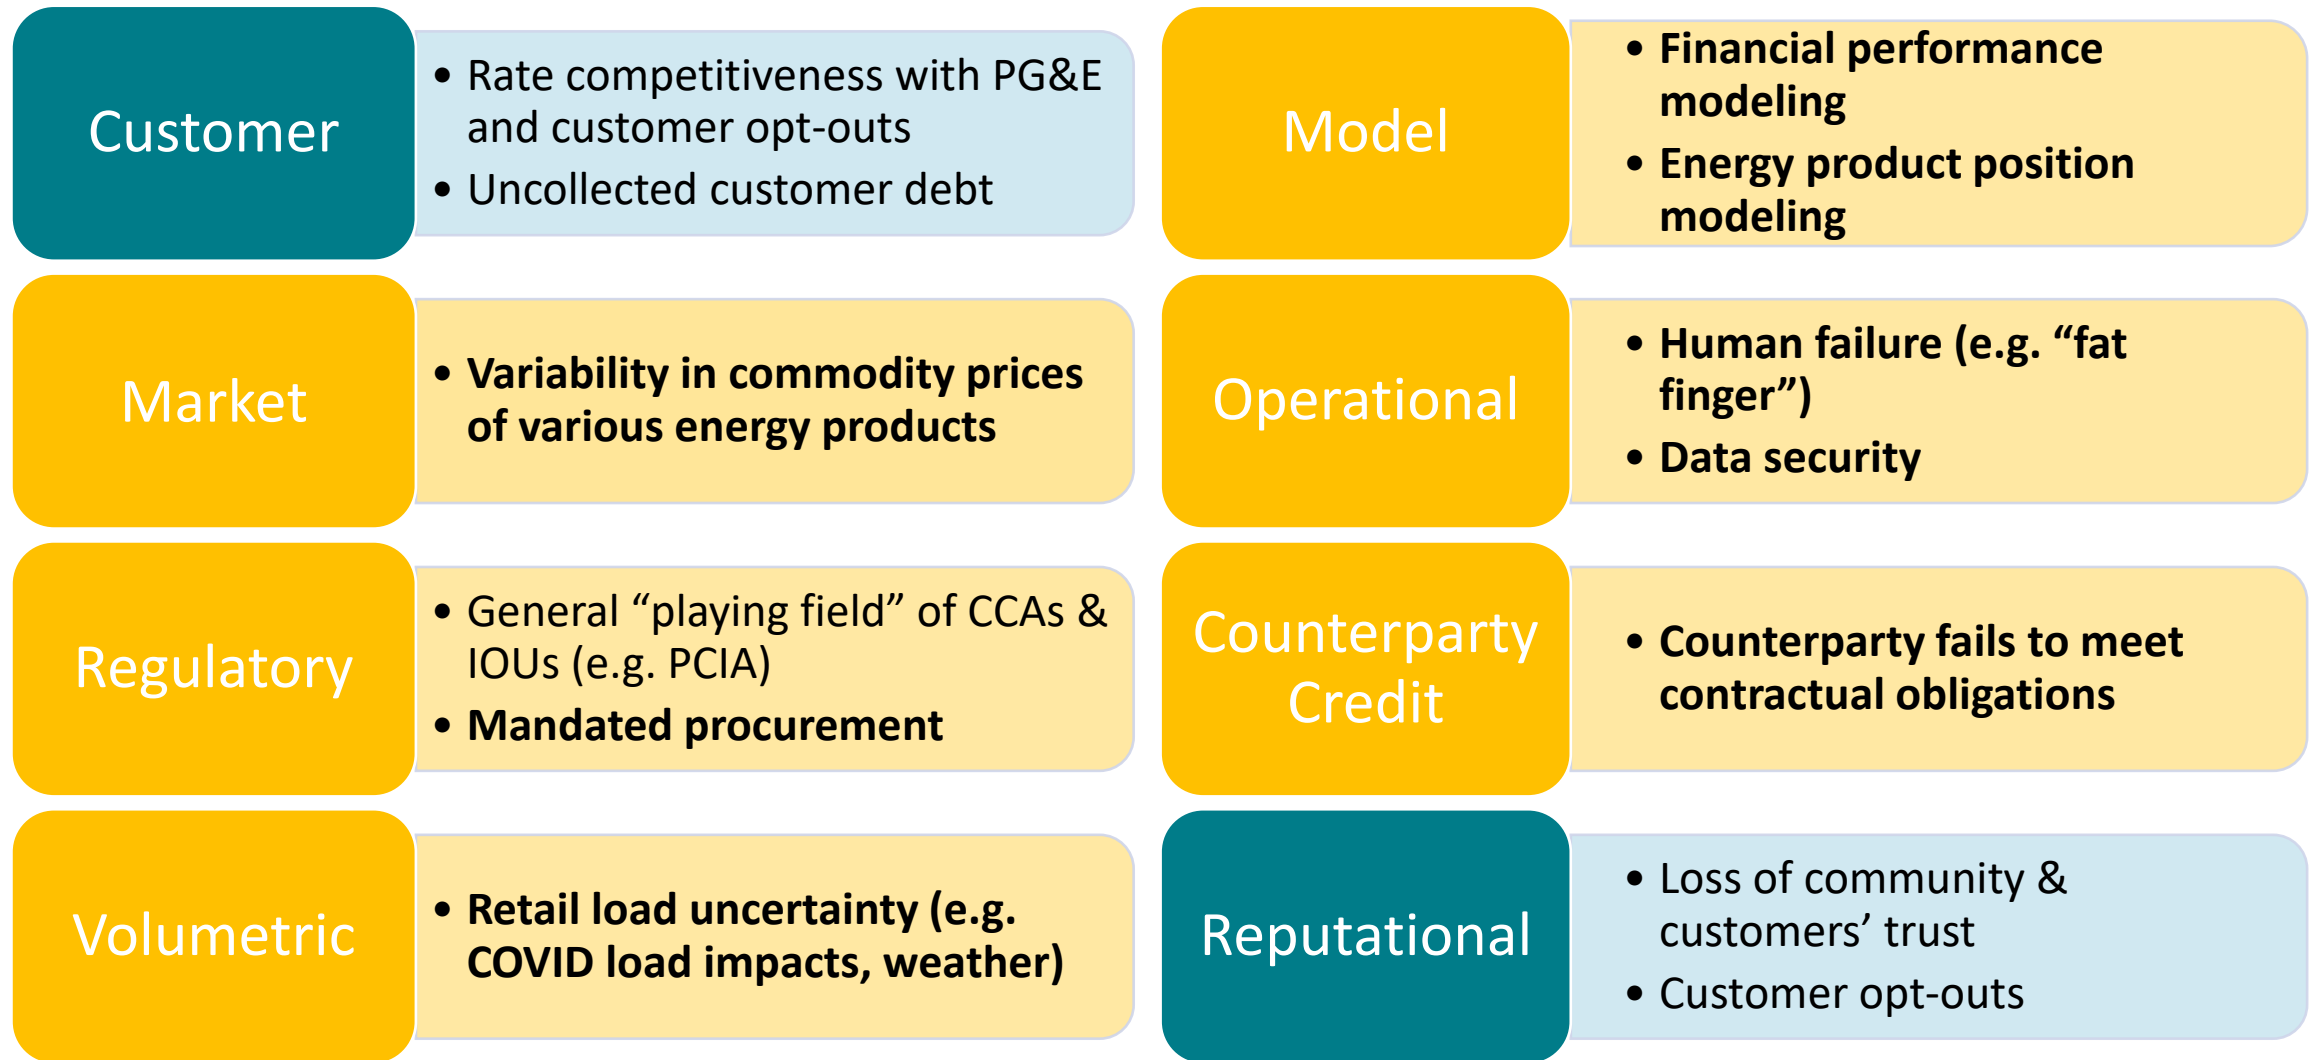 Customer
• Rate competitiveness with PG&E
and customer opt-outs
• Uncollected customer debt
Market
• Variability in commodity prices
of various energy products
Regulatory
• General “playing field” of CCAs &
IOUs (e.g. PCIA)
• Mandated procurement
Volumetric
• Retail load uncertainty (e.g.
COVID load impacts, weather)
Model
• Financial performance
modeling
• Energy product position
modeling
Operational
• Human failure (e.g. “fat
finger”)
• Data security
Counterparty
Credit
• Counterparty fails to meet
contractual obligations
Reputational
• Loss of community &
customers’ trust
• Customer opt-outs